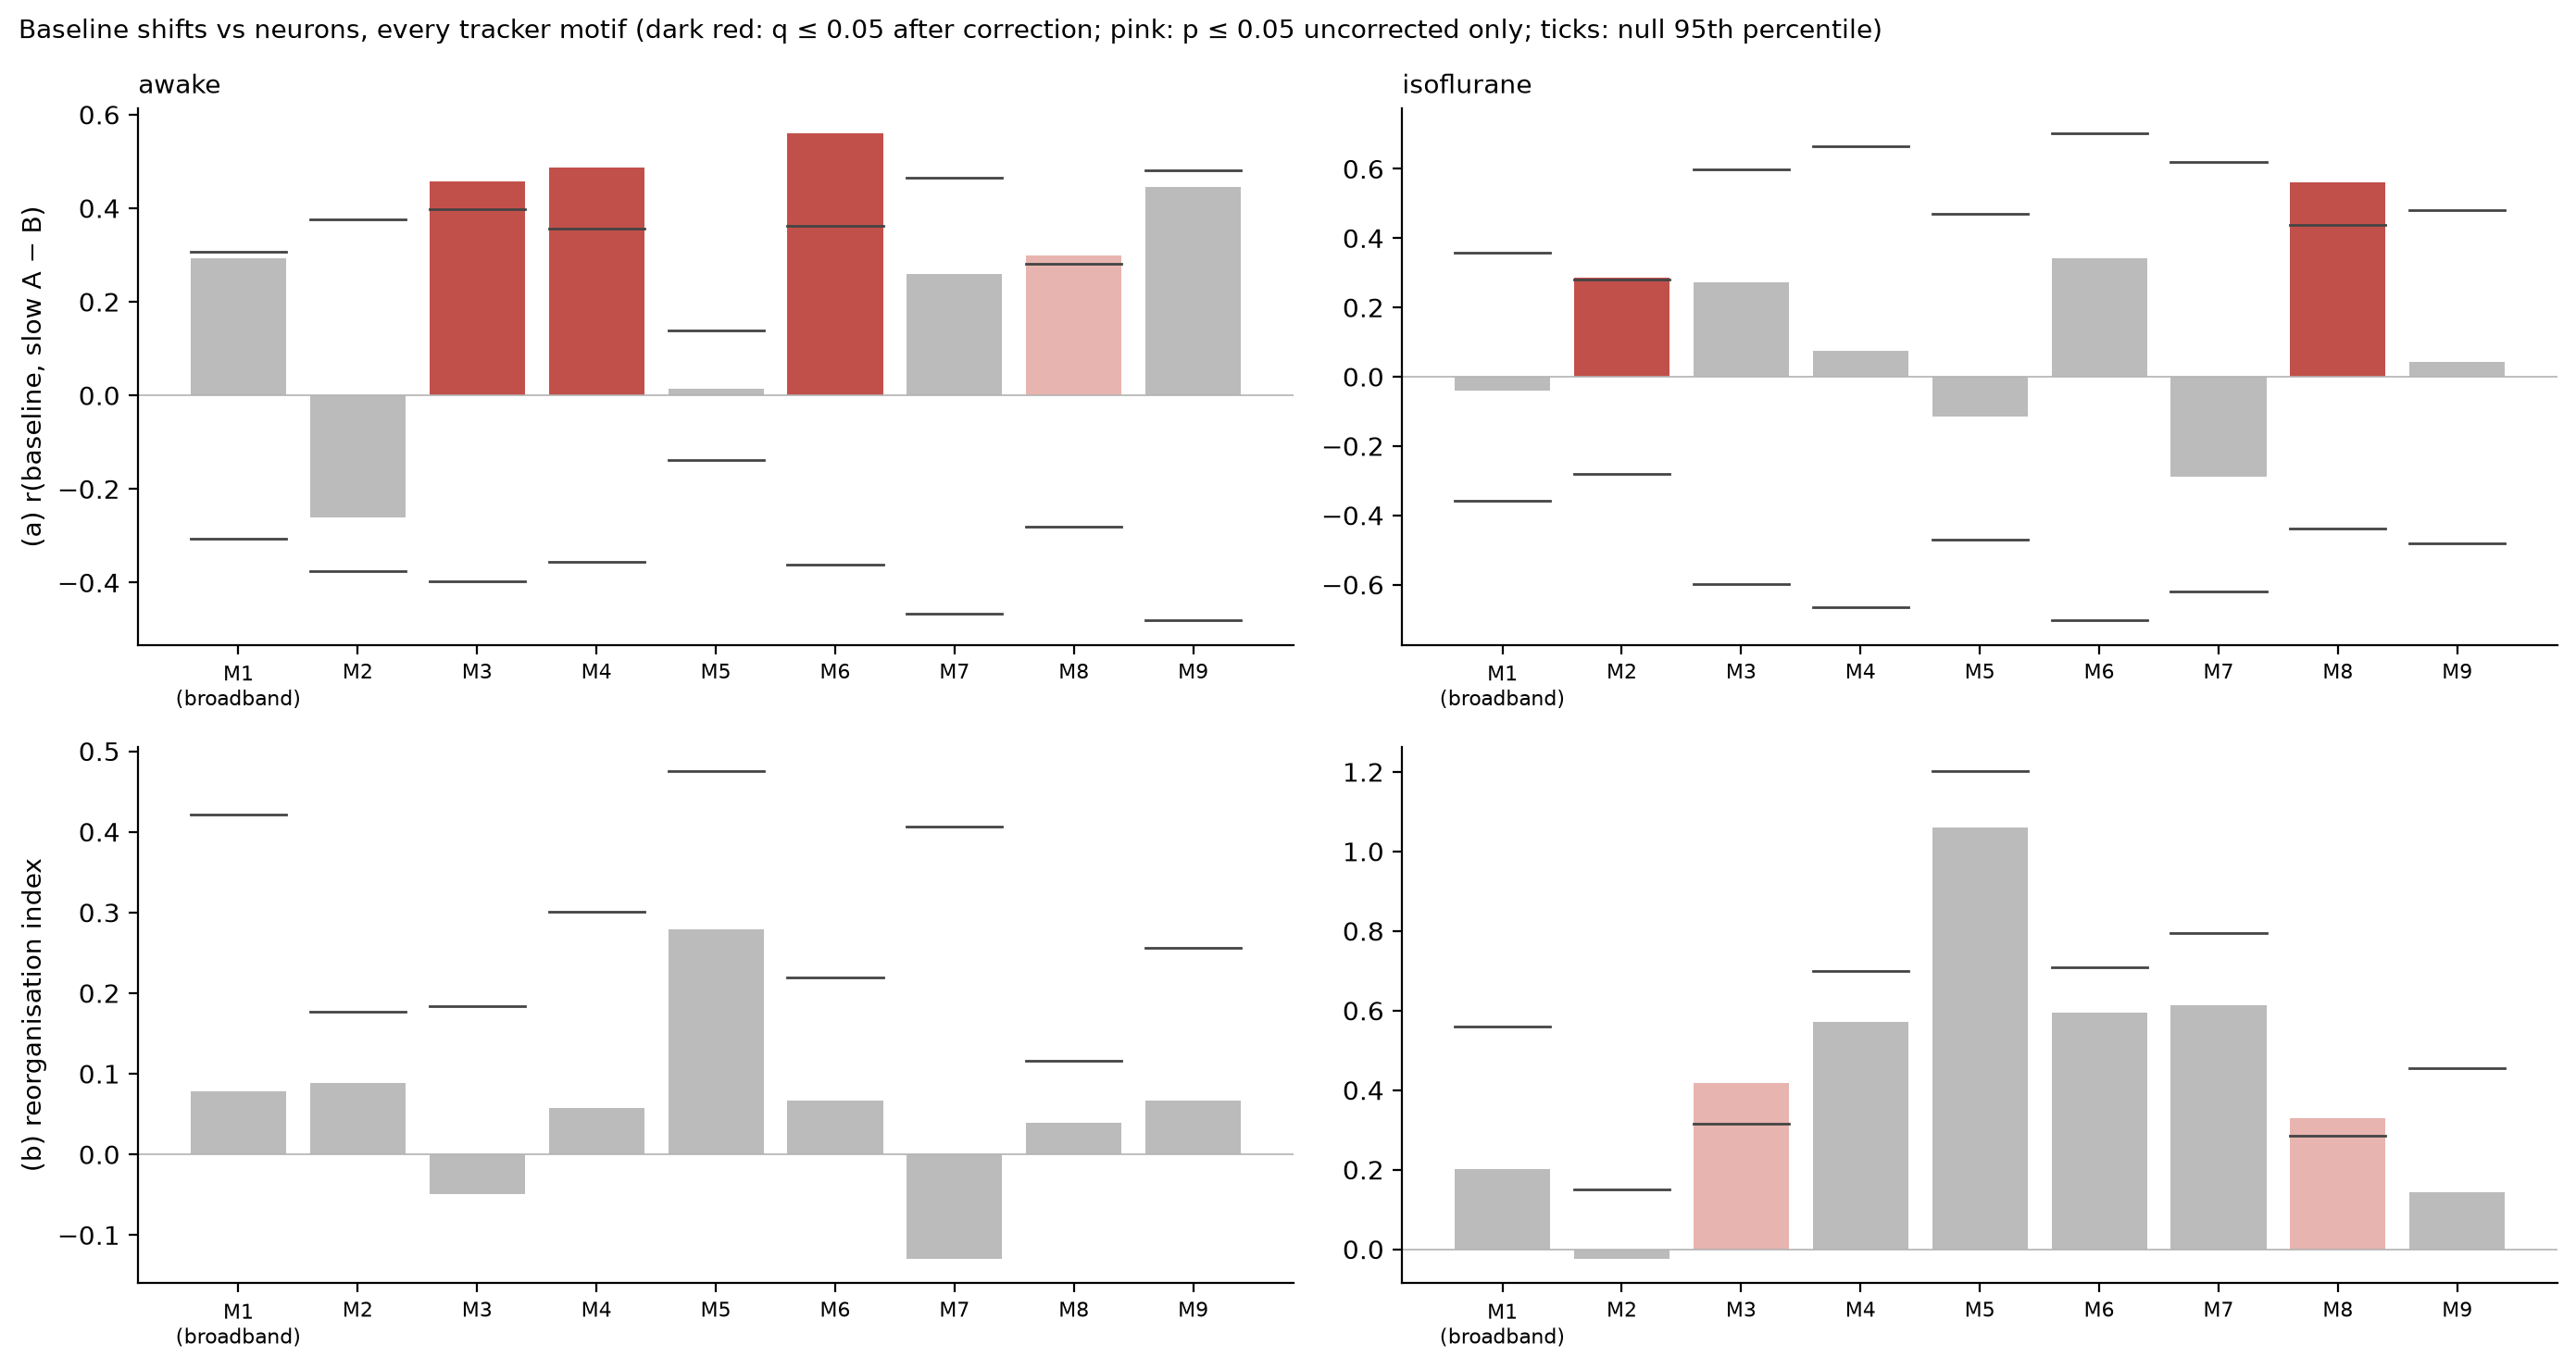 Baseline shifts vs neurons, every tracker motif (dark red: q ≤ 0.05 after correction; pink: p ≤ 0.05 uncorrected only; ticks: null 95th percentile)
awake
(a) r(baseline, slow A − B)
0.6
0.4
0.2
0.0
−0.2
−0.4
M1 M2 M3 M4 M5 M6 M7 M8 M9
(broadband)
isoflurane
0.6
0.4
0.2
0.0
−0.2
−0.4
−0.6
M1 M2 M3 M4 M5 M6 M7 M8 M9
(broadband)
(b) reorganisation index
0.5
0.4
0.3
0.2
0.1
0.0
−0.1
M1 M2 M3 M4 M5 M6 M7 M8 M9
(broadband)
1.2
1.0
0.8
0.6
0.4
0.2
0.0
M1 M2 M3 M4 M5 M6 M7 M8 M9
(broadband)